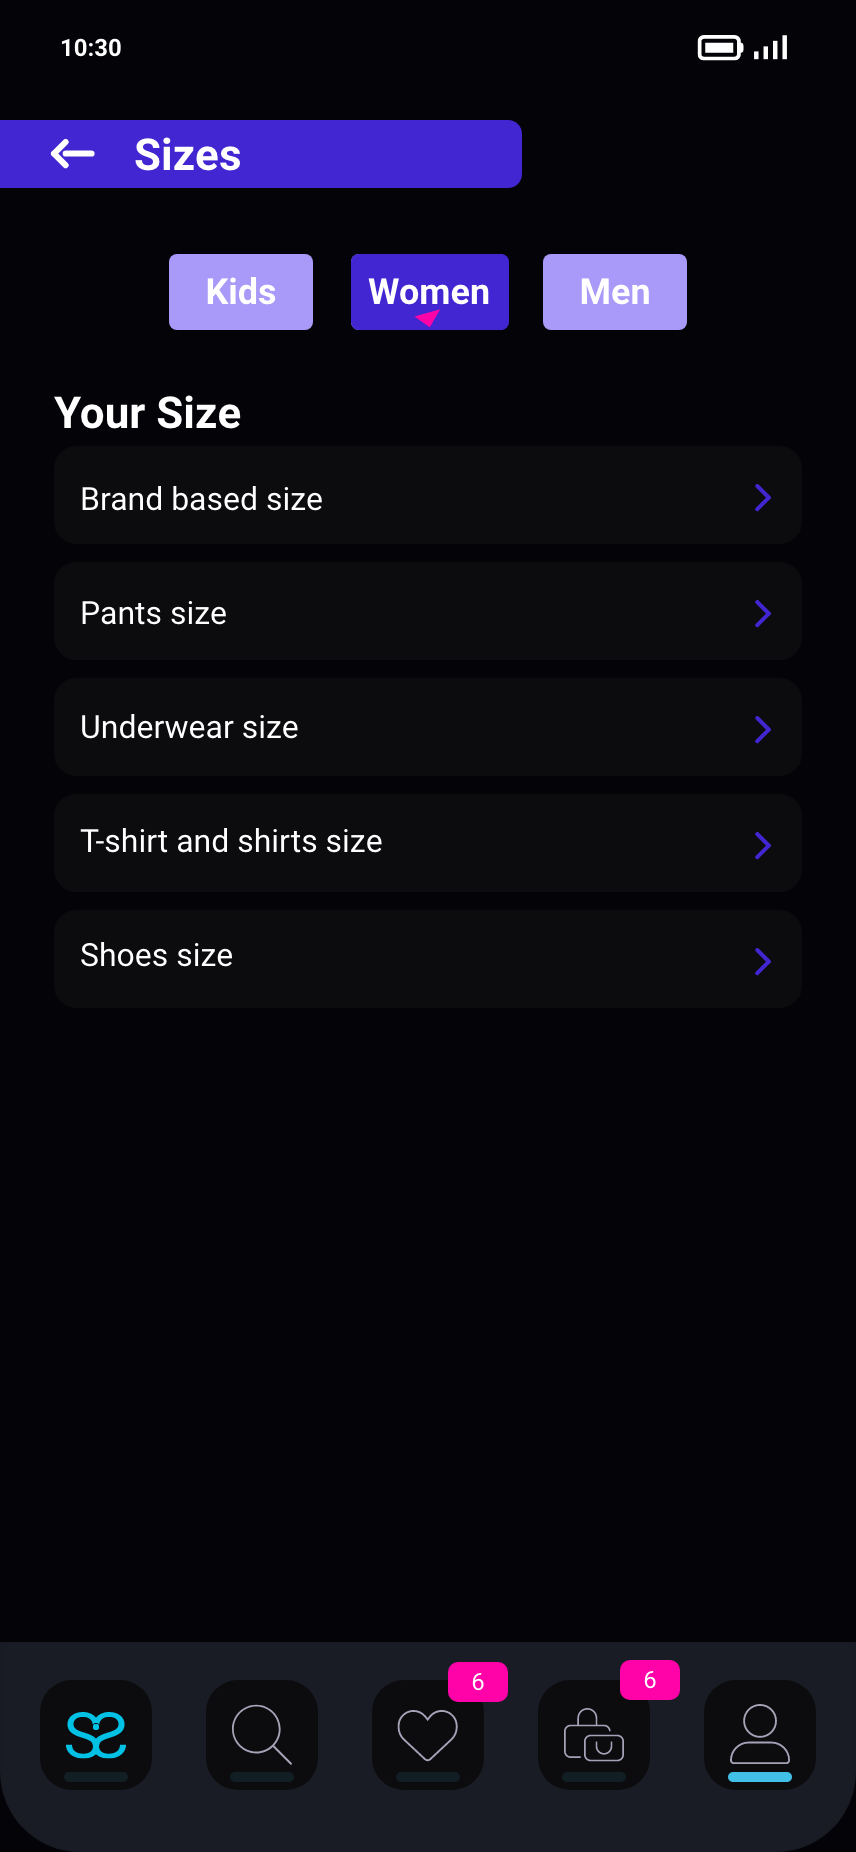 10:30
Sizes
Kids
Women
Men
Your Size
Brand based size
Pants size
Underwear size
T-shirt and shirts size
Shoes size
6
6